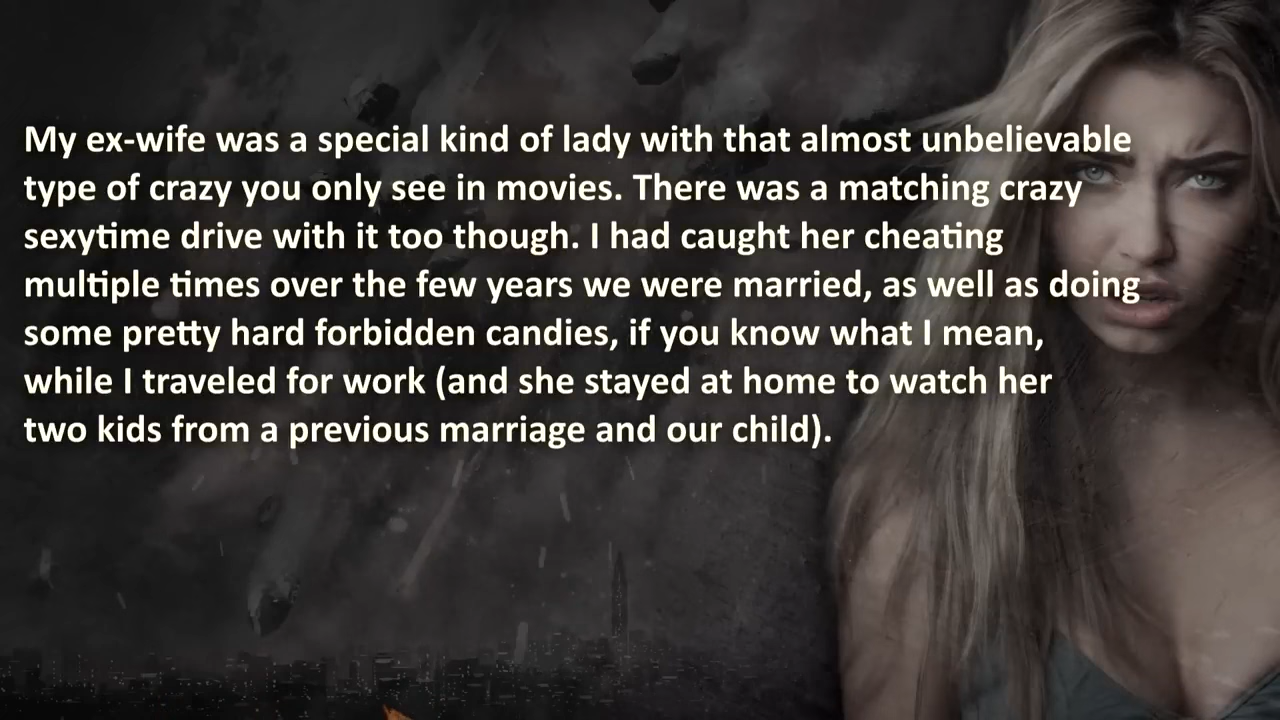 My ex-wife was a special kind of lady with that almost unbelievable
type of crazy you only see in movies. There was a matching crazy
sexytime drive with it too though. I had caught her cheating
multiple times over the few years we were married, as well as doing
some pretty hard forbidden candies, if you know what I mean,
while I traveled for work (and she stayed at home to watch her
two kids from a previous marriage and our child).